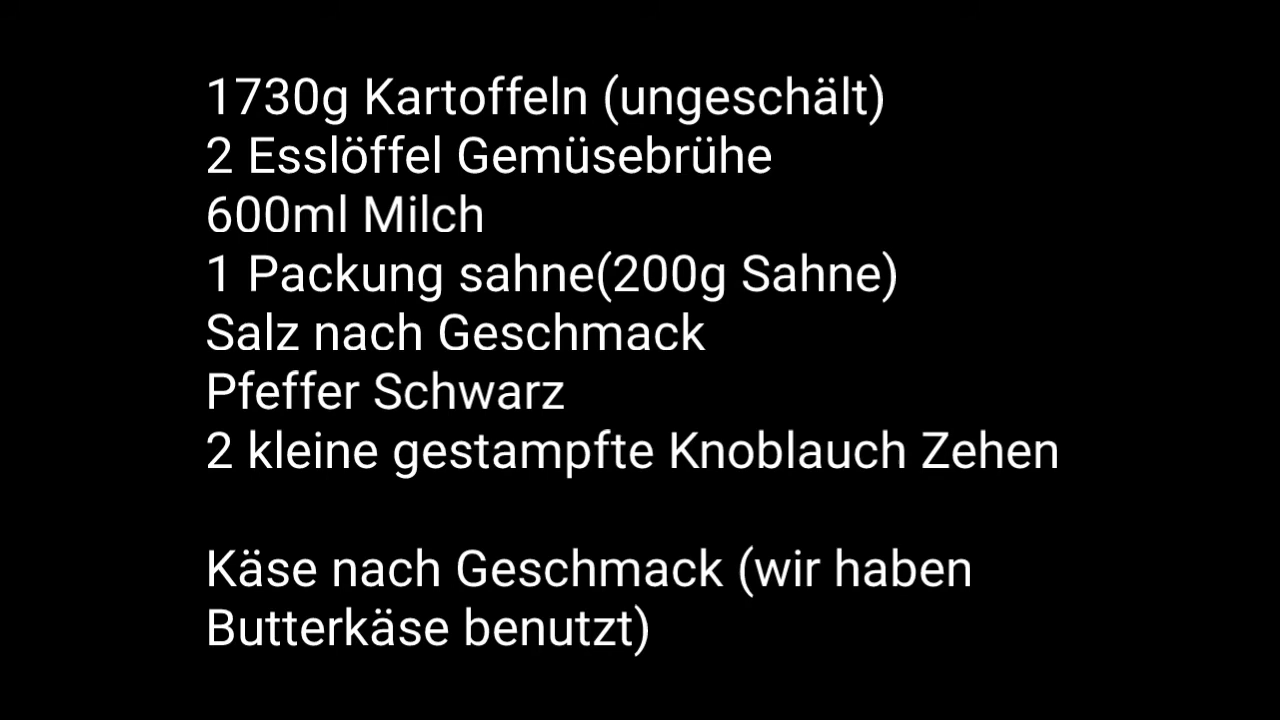 1730g Kartoffeln (ungeschält)
2 Esslöffel Gemüsebrühe
600ml Milch
1 Packung sahne(200g Sahne)
Salz nach Geschmack
Pfeffer Schwarz
2 kleine gestampfte Knoblauch Zehen
Käse nach Geschmack (wir haben
Butterkäse benutzt)